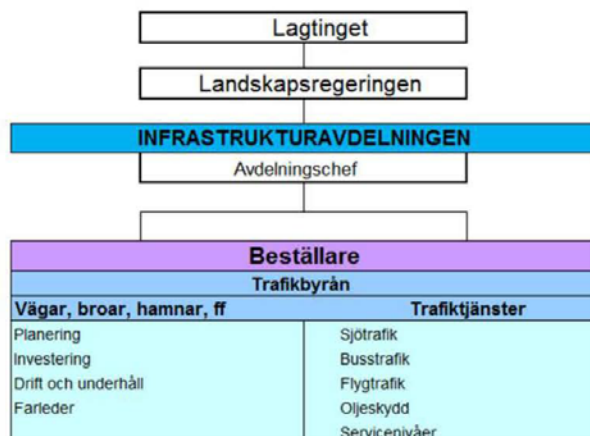 Lagtinget
Landskapsregeringen
INFRASTRUKTURAVDELNINGEN
Avdelningschef
Beställare
Trafikbyrån
Vägar, broar, hamnar, ff
Trafiktjänster
Planering
Sjötrafik
Investering
Busstrafik
Drift och underhåll
Flygtrafik
Farleder
Oljeskydd
Servicenivåer